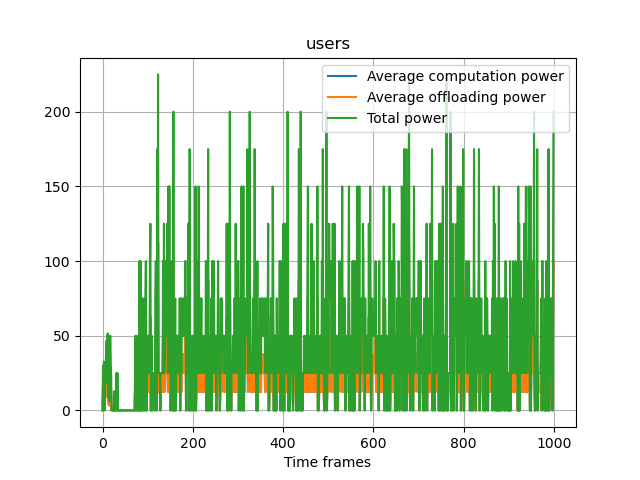 users
Average computation power
Average offloading power
Total power
200
150
100
50
0
0 200 400 600 800 1000
Time frames